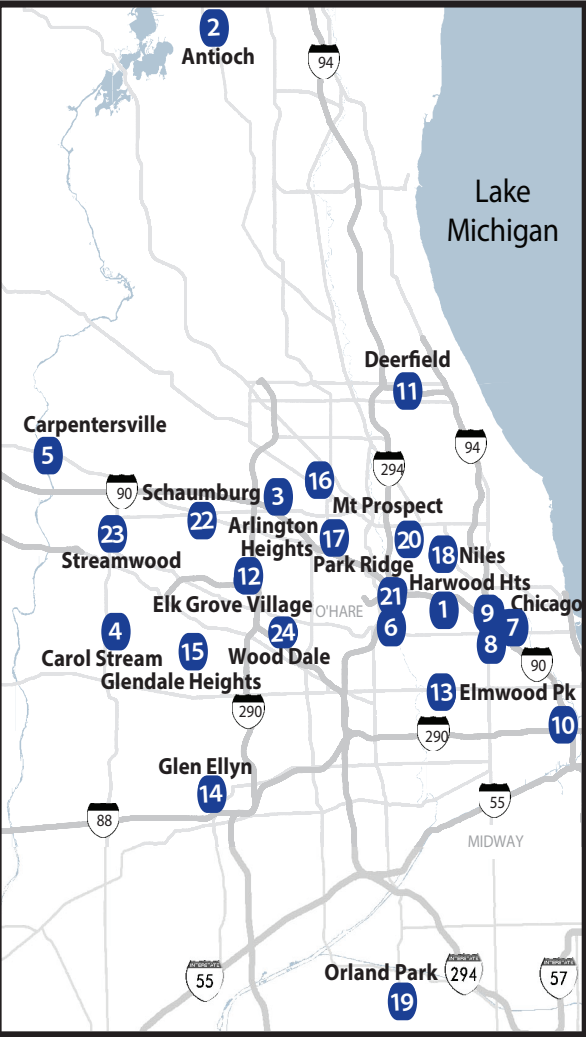 2
Antioch
94
Lake
Michigan
Deerfield
11
Carpentersville
5
94
294
90
Schaumburg
3
16
Mt Prospect
22
Arlington
Heights
17
20
23
Streamwood
18
Niles
Park Ridge
12
Harwood Hts
21
Elk Grove Village
O'HARE
1
9
Chicago
7
6
8
4
24
Carol Stream
15
Wood Dale
Glendale Heights
90
13
Elmwood Pk
290
10
290
Glen Ellyn
14
55
88
MIDWAY
Orland Park
INTERSTATE
294
INTERSTATE
55
INTERSTATE
57
19